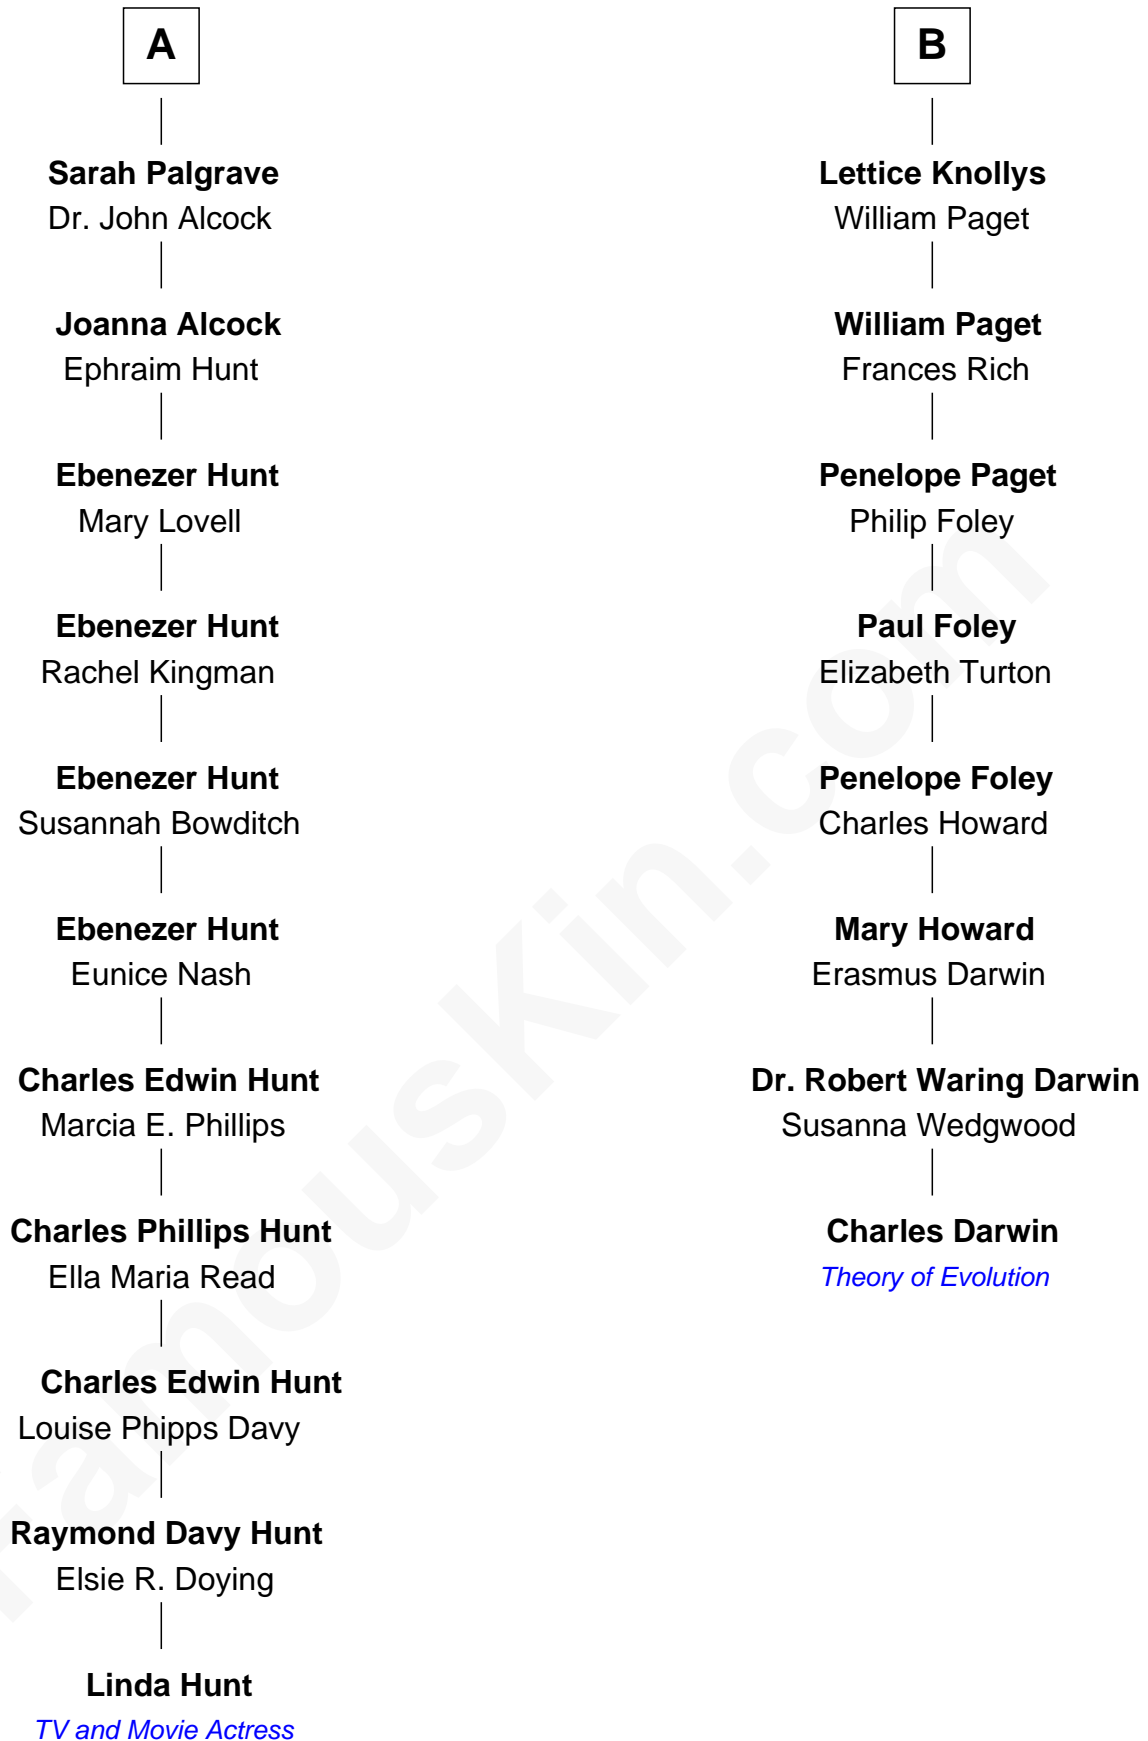 A
Sarah Palgrave
Dr. John Alcock
Joanna Alcock
Ephraim Hunt
Ebenezer Hunt
Mary Lovell
Ebenezer Hunt
Rachel Kingman
Ebenezer Hunt
Susannah Bowditch
Ebenezer Hunt
Eunice Nash
Charles Edwin Hunt
Marcia E. Phillips
Charles Phillips Hunt
Ella Maria Read
Charles Edwin Hunt
Louise Phipps Davy
Raymond Davy Hunt
Elsie R. Doying
Linda Hunt
TV and Movie Actress
B
Lettice Knollys
William Paget
William Paget
Frances Rich
Penelope Paget
Philip Foley
Paul Foley
Elizabeth Turton
Penelope Foley
Charles Howard
Mary Howard
Erasmus Darwin
Dr. Robert Waring Darwin
Susanna Wedgwood
Charles Darwin
Theory of Evolution
FamousKin.com